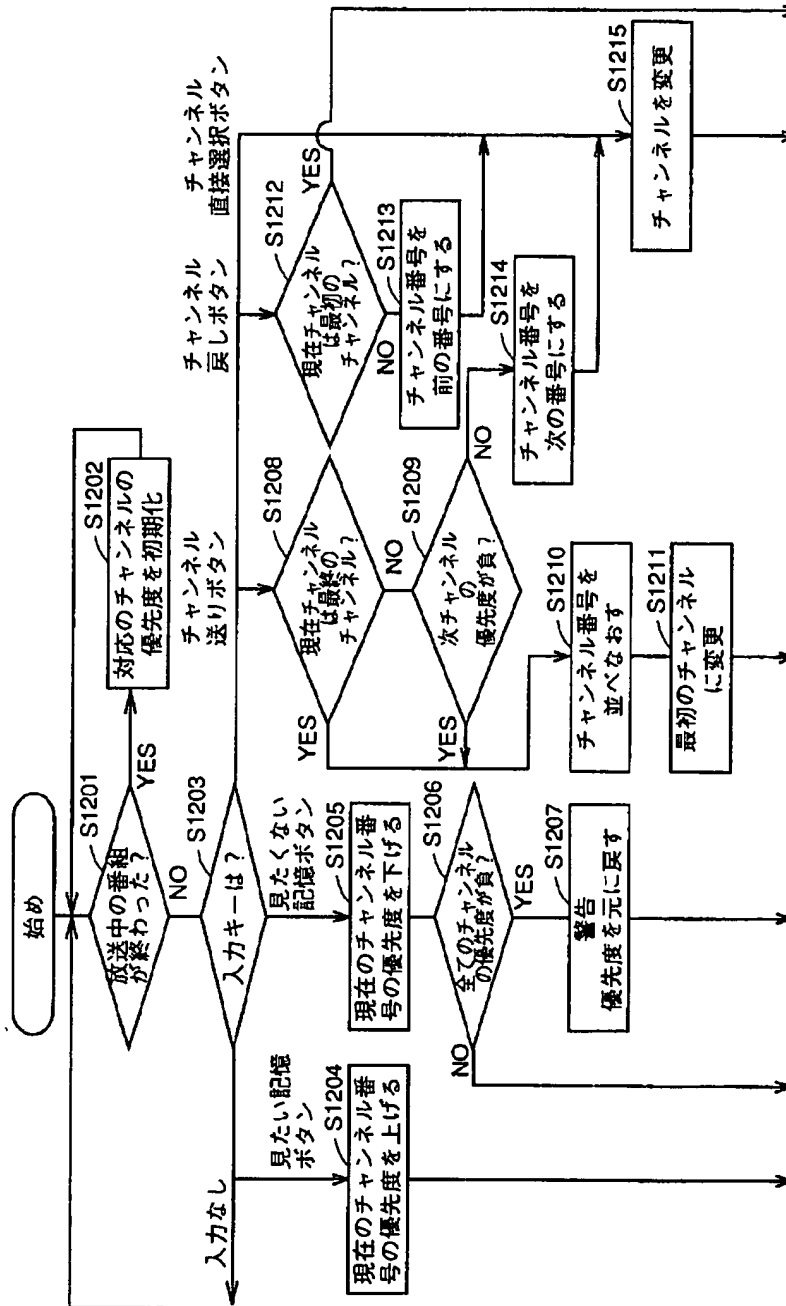 始め
S1201
放送中の番組
が終わった?
YES
NO
S1202
対応のチャンネルの
優先度を初期化
S1203
入力キーは?
入力なし
見たい記憶
ボタン
S1204
現在のチャンネル番
号の優先度を上げる
見たくない
記憶ボタン
S1205
現在のチャンネル番
号の優先度を下げる
S1206
全てのチャンネル
の優先度が負?
NO
YES
S1207
警告
優先度を元に戻す
チャンネル
送りボタン
S1208
現在チャンネル
は最終の
チャンネル?
YES
NO
S1209
次チャンネル
の
優先度が負?
YES
NO
S1210
チャンネル番号を
並べなおす
S1211
最初のチャンネル
に変更
チャンネル
戻しボタン
S1212
現在チャンネル
は最初の
チャンネル?
YES
NO
S1213
チャンネル番号を
前の番号にする
S1214
チャンネル番号を
次の番号にする
チャンネル
直接選択ボタン
S1215
チャンネルを変更